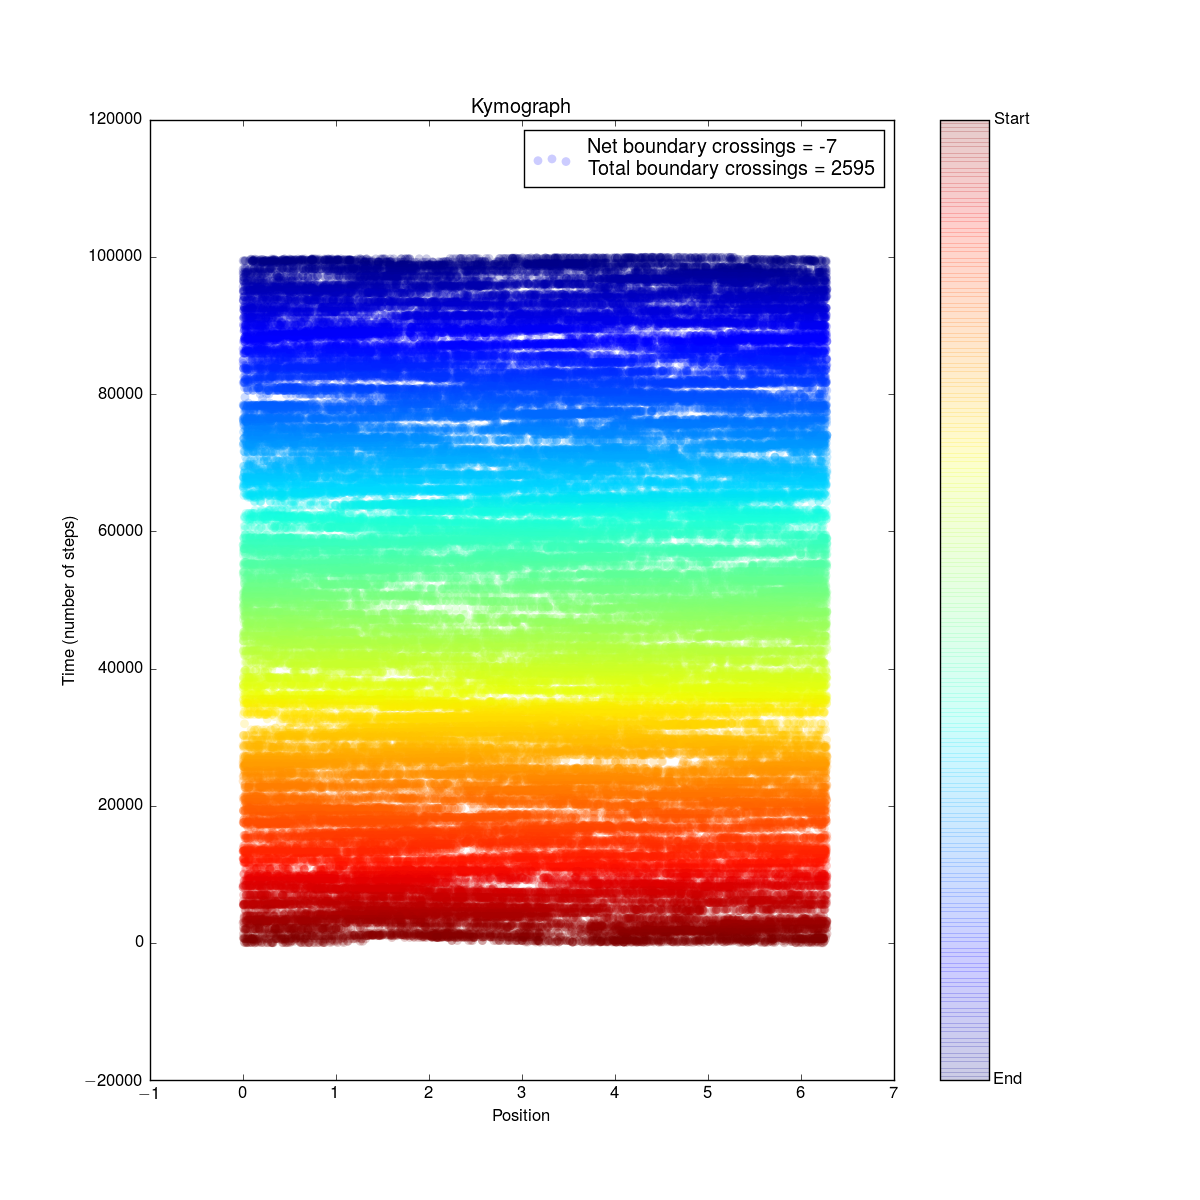 Kymograph
Net boundary crossings = -7
Total boundary crossings = 2595
120000
100000
80000
60000
40000
20000
0
−20000
Time (number of steps)
−1
0
1
2
3
4
5
6
7
Position
Start
End